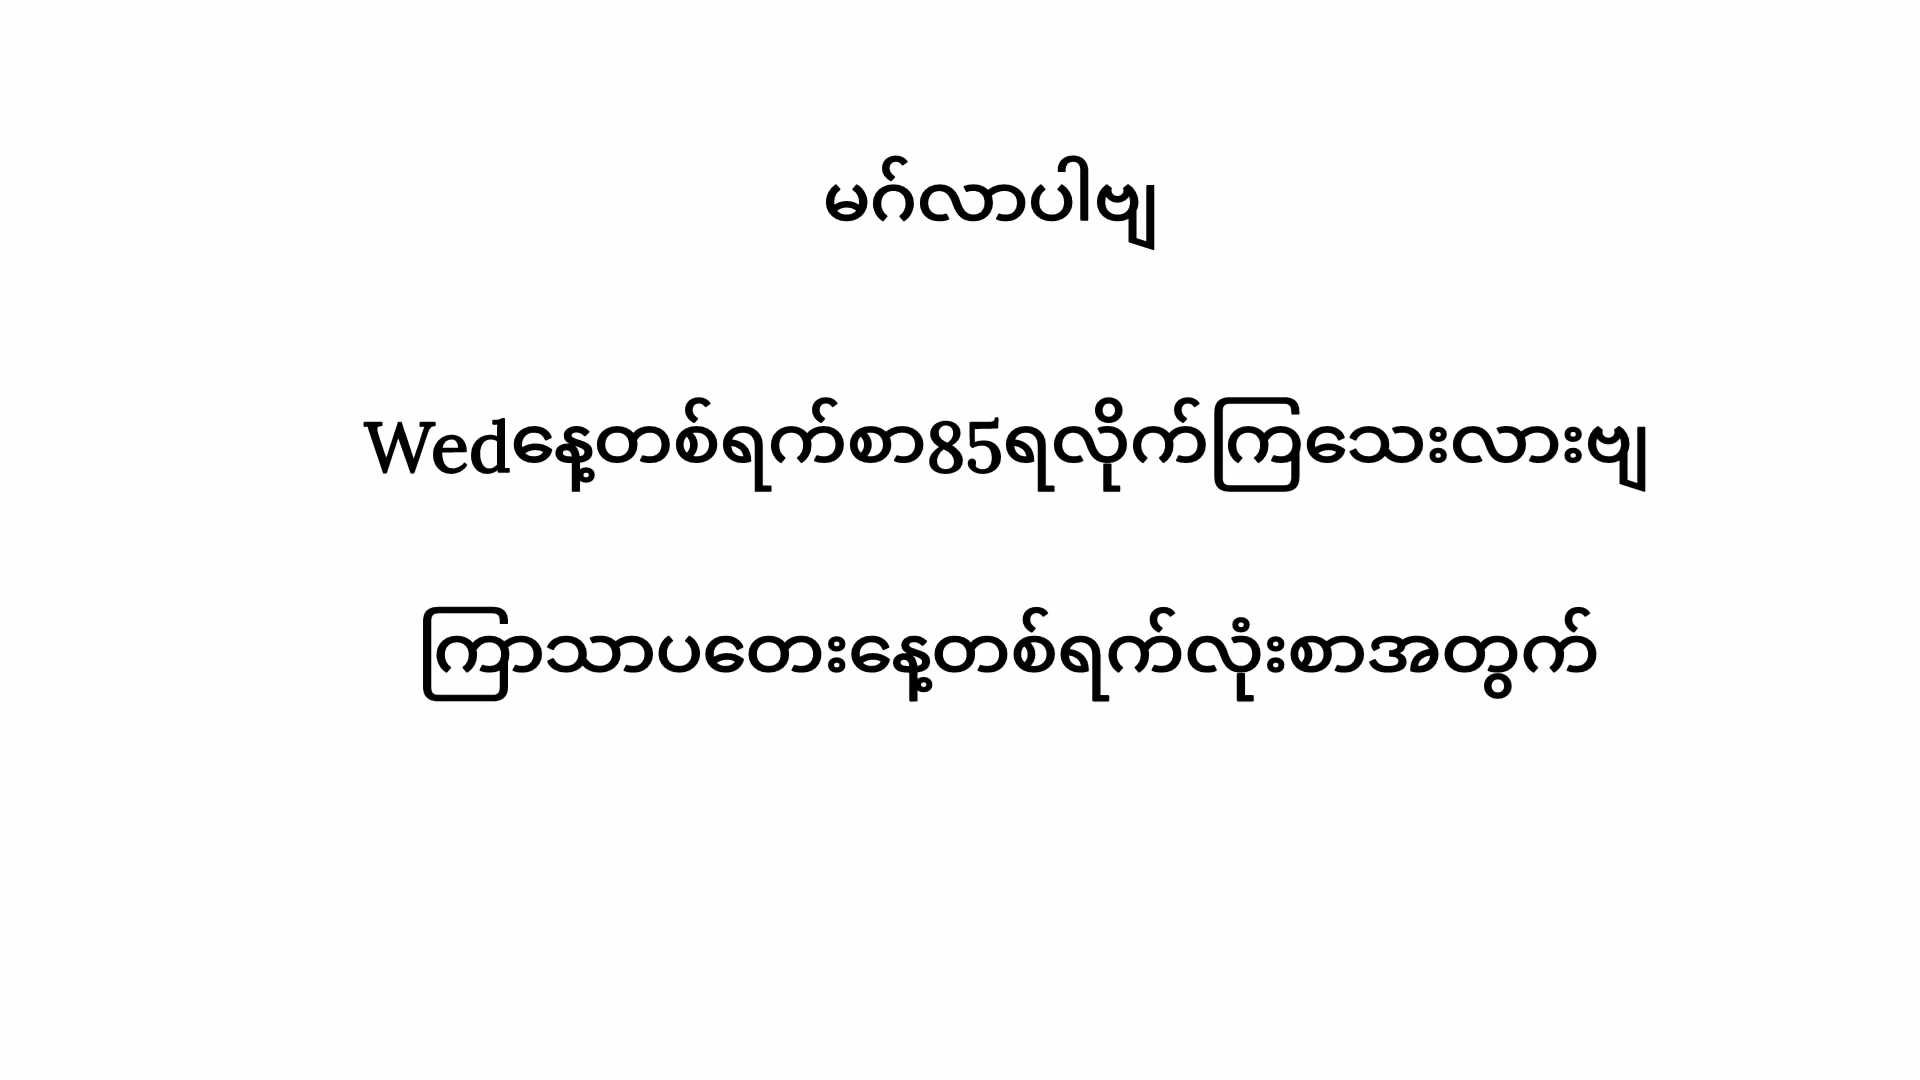 မဂ်လာပါဗျ
Wedနေ့တစ်ရက်စာ85ရလိုက်ကြသေးလားဗျ
ကြာသာပတေးနေ့တစ်ရက်လုံးစာအတွက်